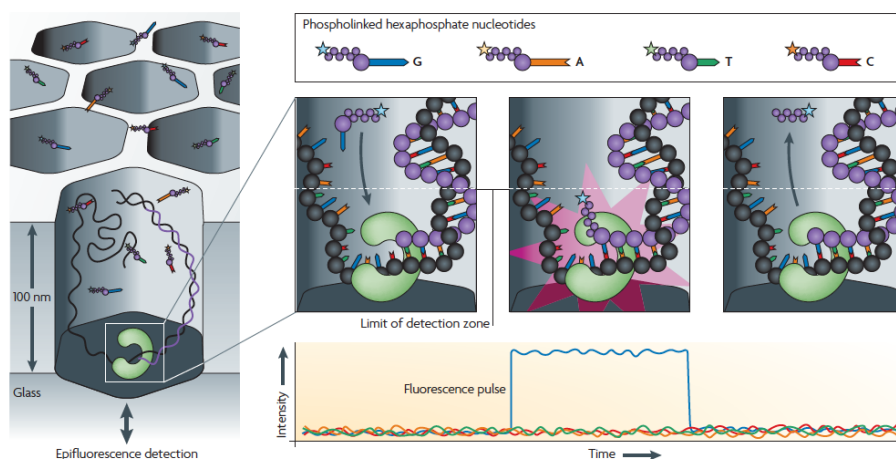 Phospholinked hexaphosphate nucleotides
G
A
T
C
100 nm
Glass
Epifluorescence detection
Limit of detection zone
Intensity
Fluorescence pulse
Time